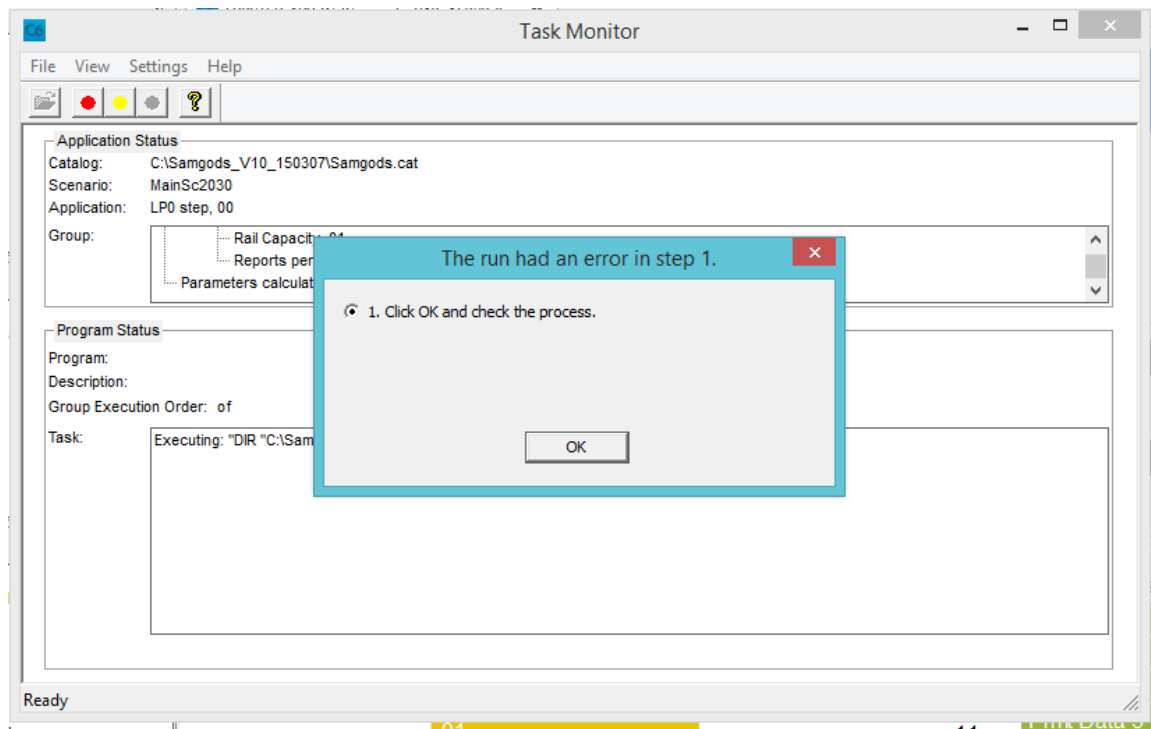 C6
Task Monitor
File View Settings Help
Application Status
Catalog: C:\Samgods_V10_150307\Samgods.cat
Scenario: MainSc2030
Application: LP0 step, 00
Group:
Rail Capacity, 01
Reports per
Parameters calculat
The run had an error in step 1.
1. Click OK and check the process.
OK
Program Status
Program:
Description:
Group Execution Order: of
Task: Executing: "DIR "C:\Sam
Ready